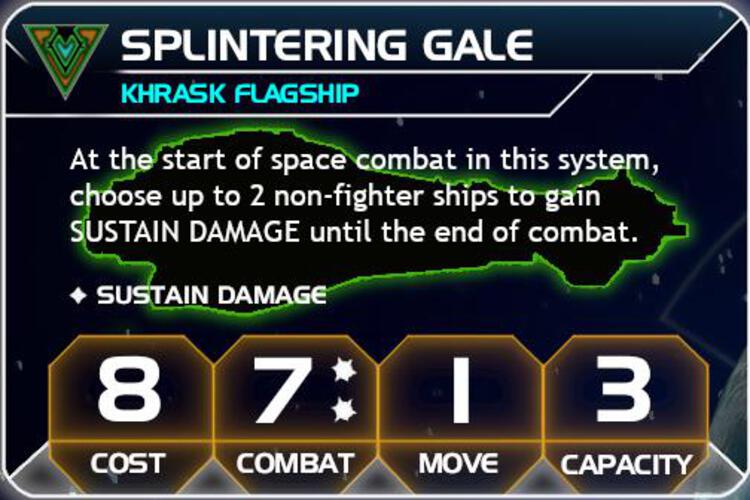 SPLINTERING GALE
KHRASK FLAGSHIP
At the start of space combat in this system,
choose up to 2 non-fighter ships to gain
SUSTAIN DAMAGE until the end of combat.
SUSTAIN DAMAGE
8 7 1 3
COST COMBAT MOVE CAPACITY